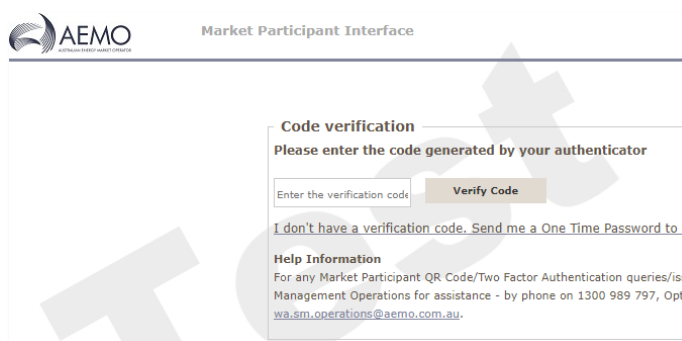 AEMO
AUSTRALIAN ENERGY MARKET OPERATOR
Market Participant Interface
Test
Code verification
Please enter the code generated by your authenticator
Enter the verification code
Verify Code
I don't have a verification code. Send me a One Time Password to
Help Information
For any Market Participant QR Code/Two Factor Authentication queries/is
Management Operations for assistance - by phone on 1300 989 797, Opt
wa.sm.operations@aemo.com.au.